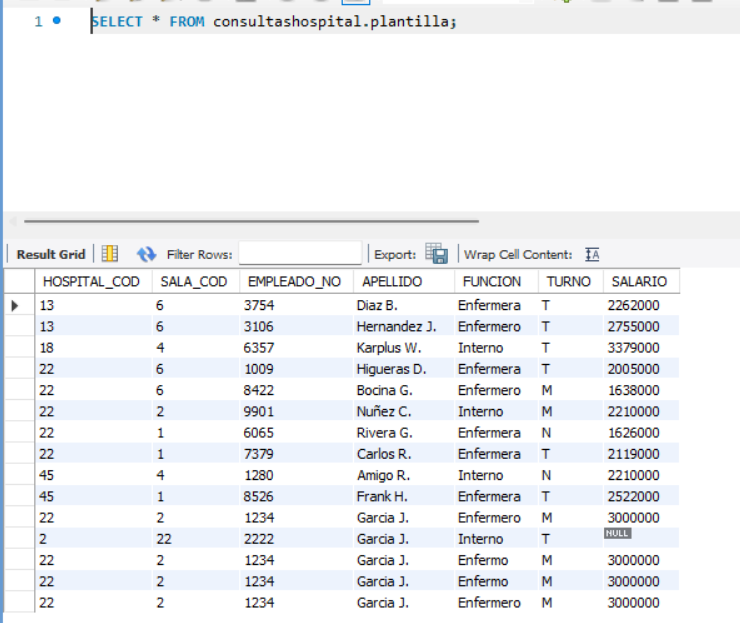 1 SELECT * FROM consultashospital.plantilla;
Result Grid Filter Rows: Export: Wrap Cell Content: IA
HOSPITAL_COD SALA_COD EMPLEADO_NO APELLIDO FUNCION TURNO SALARIO
13 6 3754 Diaz B. Enfermera T 2262000
13 6 3106 Hernandez J. Enfermero T 2755000
18 4 6357 Karplus W. Interno T 3379000
22 6 1009 Higueras D. Enfermera T 2005000
22 6 8422 Bocina G. Enfermero M 1638000
22 2 9901 Nuñez C. Interno M 2210000
22 1 6065 Rivera G. Enfermera N 1626000
22 1 7379 Carlos R. Enfermera T 2119000
45 4 1280 Amigo R. Interno N 2210000
45 1 8526 Frank H. Enfermera T 2522000
22 2 1234 Garcia J. Enfermero M 3000000
2 22 2222 Garcia J. Interno T NULL
22 2 1234 Garcia J. Enfermo M 3000000
22 2 1234 Garcia J. Enfermo M 3000000
22 2 1234 Garcia J. Enfermero M 3000000